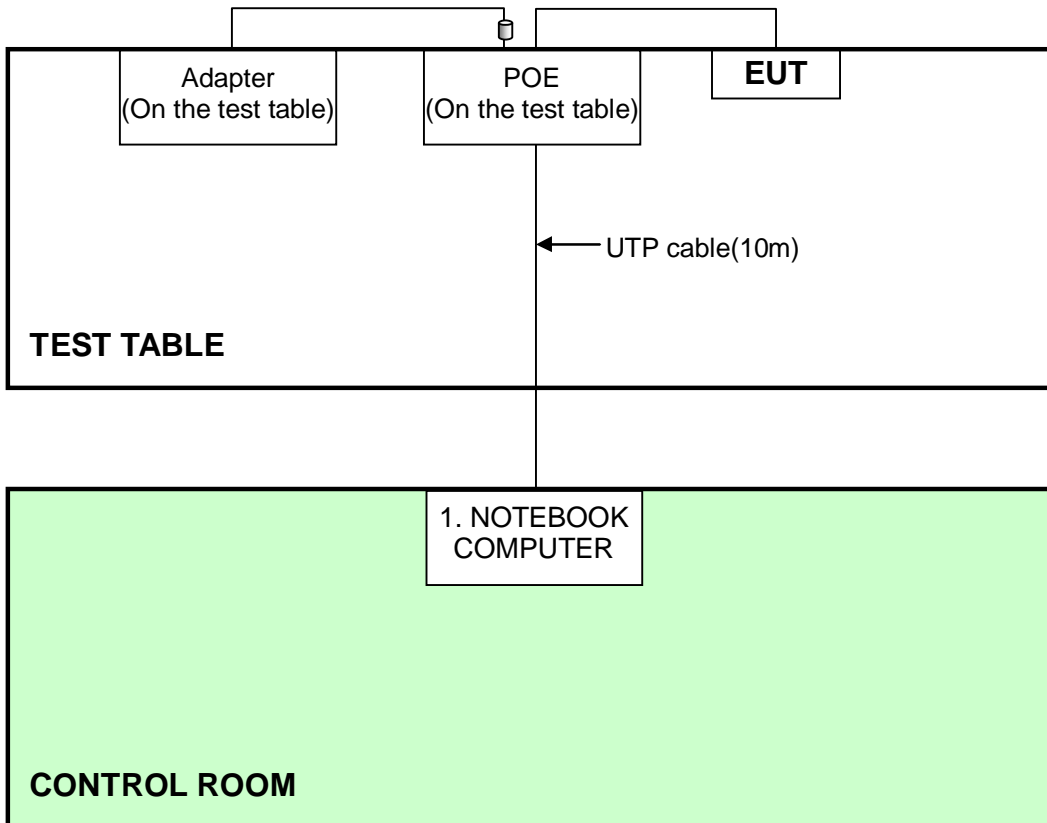 Adapter
(On the test table)
POE
(On the test table)
EUT
UTP cable(10m)
TEST TABLE
1. NOTEBOOK
COMPUTER
CONTROL ROOM